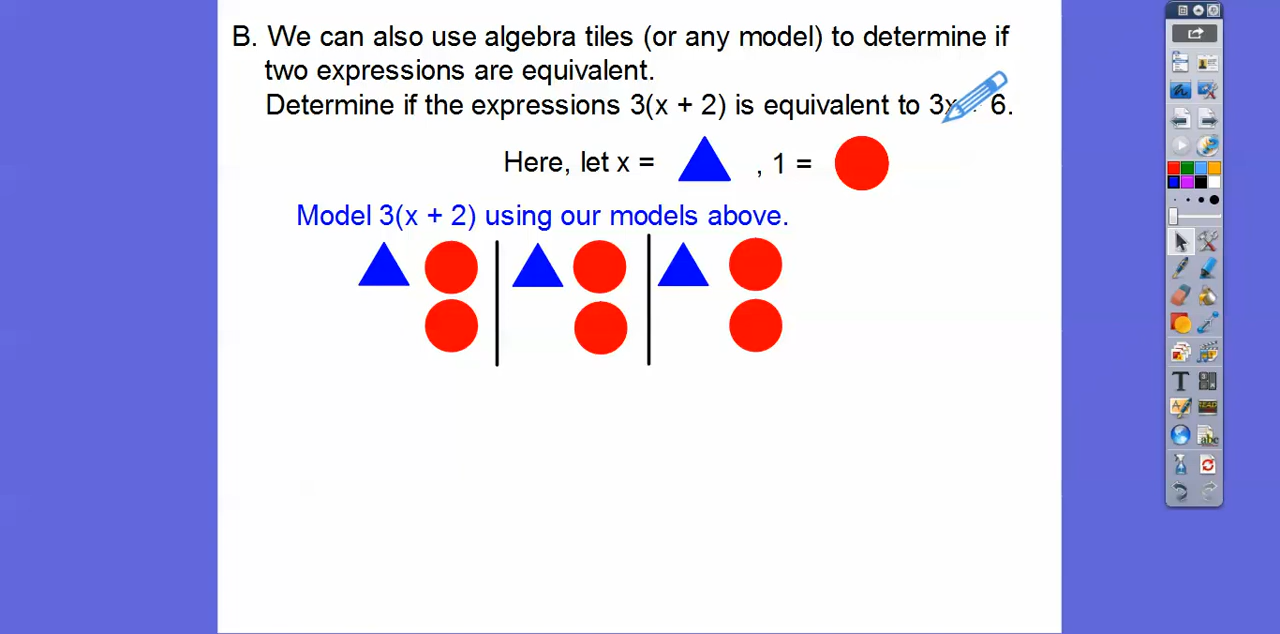 B. We can also use algebra tiles (or any model) to determine if
two expressions are equivalent.
Determine if the expressions 3(x + 2) is equivalent to 3x 6.
Here, let x = , 1 =
Model 3(x + 2) using our models above.